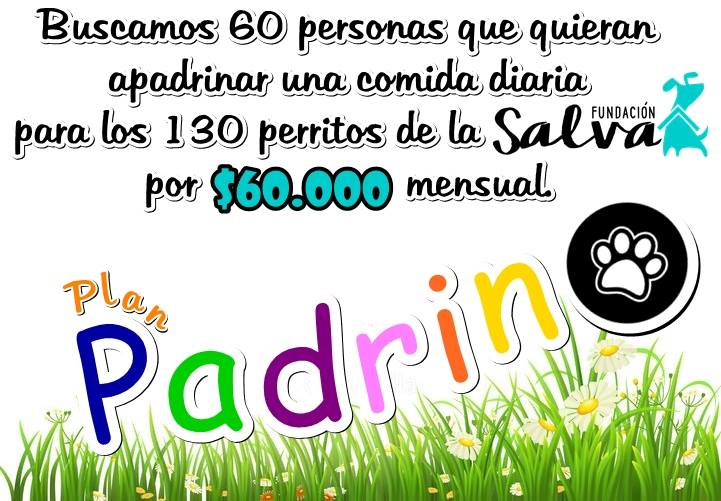 Buscamos 60 personas que quieran
apadrinar una comida diaria
para los 130 perritos de la FUNDACIÓN Salva
por $60.000 mensual.
Plan
Padrin